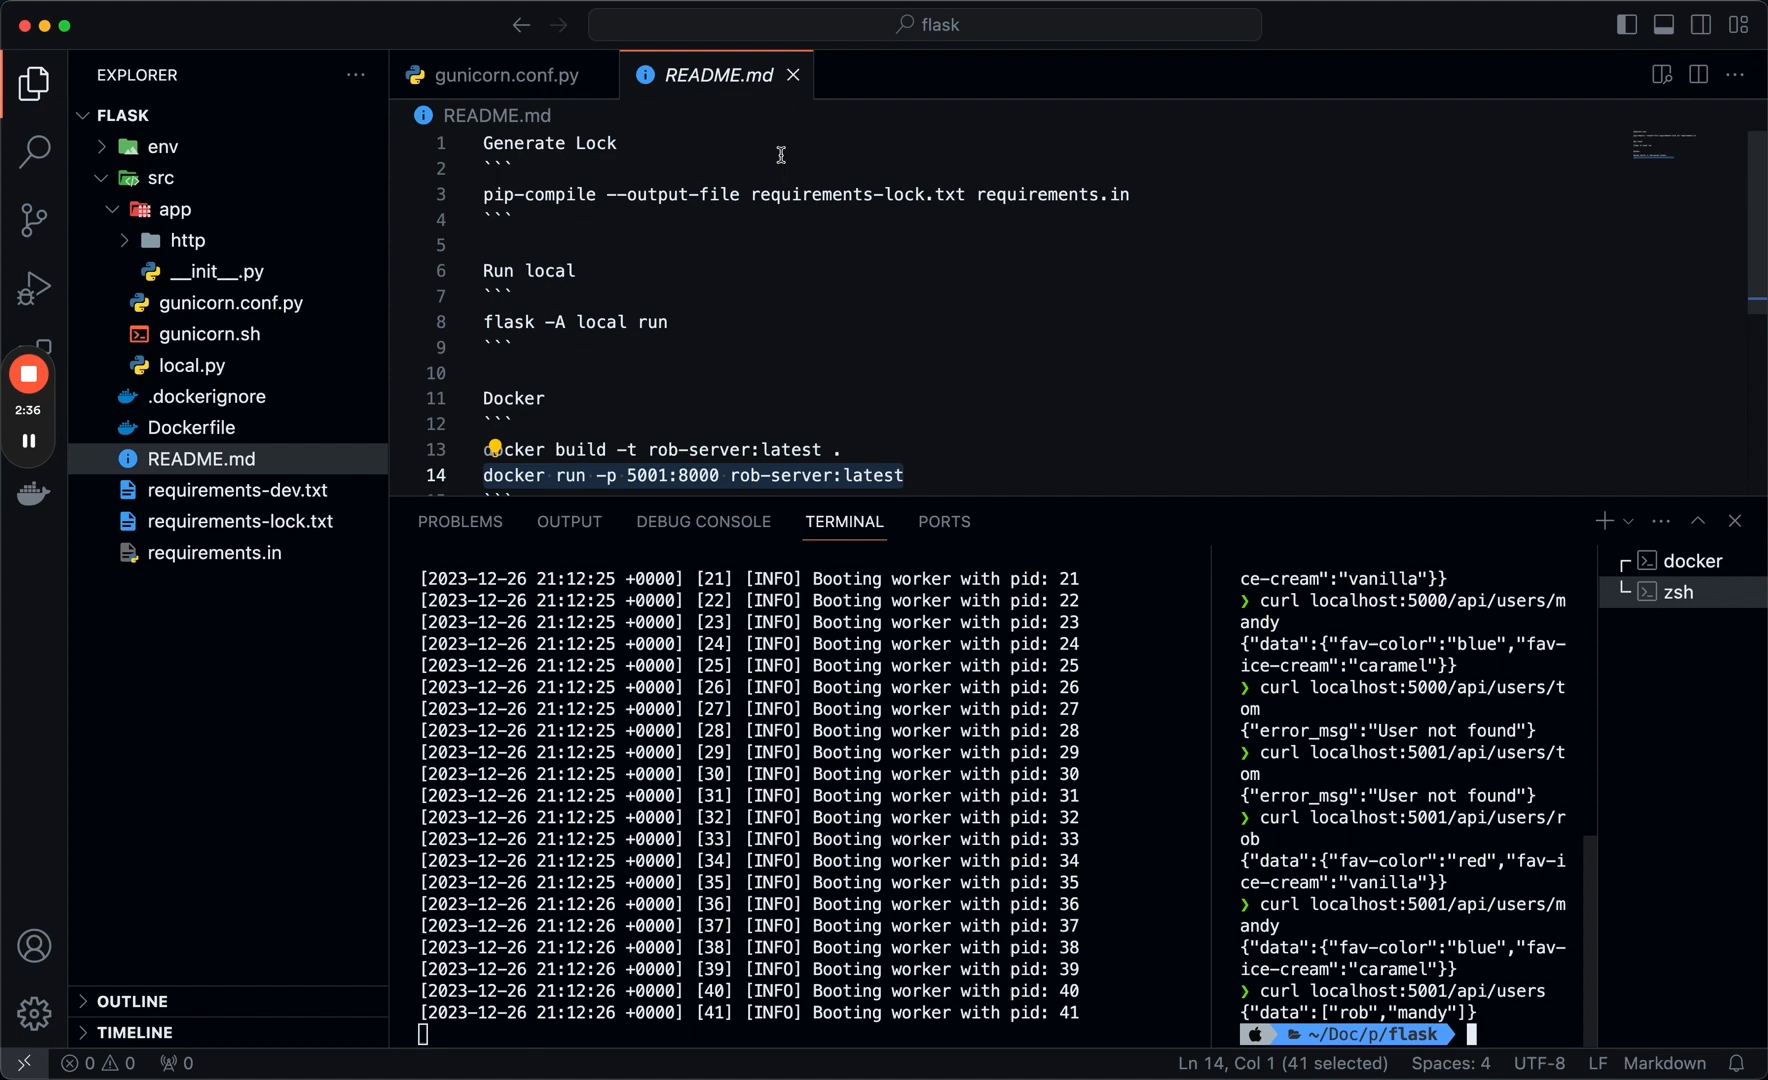 flask
EXPLORER
FLASK
env
src
app
http
__init__.py
gunicorn.conf.py
gunicorn.sh
local.py
.dockerignore
Dockerfile
README.md
requirements-dev.txt
requirements-lock.txt
requirements.in
OUTLINE
TIMELINE
2:36
gunicorn.conf.py
README.md
README.md
1 Generate Lock
2 ```
3 pip-compile --output-file requirements-lock.txt requirements.in
4 ```
5
6 Run local
7 ```
8 flask -A local run
9 ```
10
11 Docker
12 ```
13 docker build -t rob-server:latest .
14 docker run -p 5001:8000 rob-server:latest
PROBLEMS
OUTPUT
DEBUG CONSOLE
TERMINAL
PORTS
[2023-12-26 21:12:25 +0000] [21] [INFO] Booting worker with pid: 21
[2023-12-26 21:12:25 +0000] [22] [INFO] Booting worker with pid: 22
[2023-12-26 21:12:25 +0000] [23] [INFO] Booting worker with pid: 23
[2023-12-26 21:12:25 +0000] [24] [INFO] Booting worker with pid: 24
[2023-12-26 21:12:25 +0000] [25] [INFO] Booting worker with pid: 25
[2023-12-26 21:12:25 +0000] [26] [INFO] Booting worker with pid: 26
[2023-12-26 21:12:25 +0000] [27] [INFO] Booting worker with pid: 27
[2023-12-26 21:12:25 +0000] [28] [INFO] Booting worker with pid: 28
[2023-12-26 21:12:25 +0000] [29] [INFO] Booting worker with pid: 29
[2023-12-26 21:12:25 +0000] [30] [INFO] Booting worker with pid: 30
[2023-12-26 21:12:25 +0000] [31] [INFO] Booting worker with pid: 31
[2023-12-26 21:12:25 +0000] [32] [INFO] Booting worker with pid: 32
[2023-12-26 21:12:25 +0000] [33] [INFO] Booting worker with pid: 33
[2023-12-26 21:12:25 +0000] [34] [INFO] Booting worker with pid: 34
[2023-12-26 21:12:25 +0000] [35] [INFO] Booting worker with pid: 35
[2023-12-26 21:12:25 +0000] [36] [INFO] Booting worker with pid: 36
[2023-12-26 21:12:25 +0000] [37] [INFO] Booting worker with pid: 37
[2023-12-26 21:12:25 +0000] [38] [INFO] Booting worker with pid: 38
[2023-12-26 21:12:26 +0000] [39] [INFO] Booting worker with pid: 39
[2023-12-26 21:12:26 +0000] [40] [INFO] Booting worker with pid: 40
[2023-12-26 21:12:26 +0000] [41] [INFO] Booting worker with pid: 41
ce-cream":"vanilla"}}
❯ curl localhost:5000/api/users/m
andy
{"data":{"fav-color":"blue","fav-
ice-cream":"caramel"}}
❯ curl localhost:5000/api/users/t
om
{"error_msg":"User not found"}
❯ curl localhost:5001/api/users/t
om
{"error_msg":"User not found"}
❯ curl localhost:5001/api/users/r
ob
{"data":{"fav-color":"red","fav-i
ce-cream":"vanilla"}}
❯ curl localhost:5001/api/users/m
andy
{"data":{"fav-color":"blue","fav-
ice-cream":"caramel"}}
❯ curl localhost:5001/api/users
{"data":["rob","mandy"]}
~/Doc/p/flask
docker
zsh
0 0 0
Ln 14, Col 1 (41 selected) Spaces: 4 UTF-8 LF Markdown